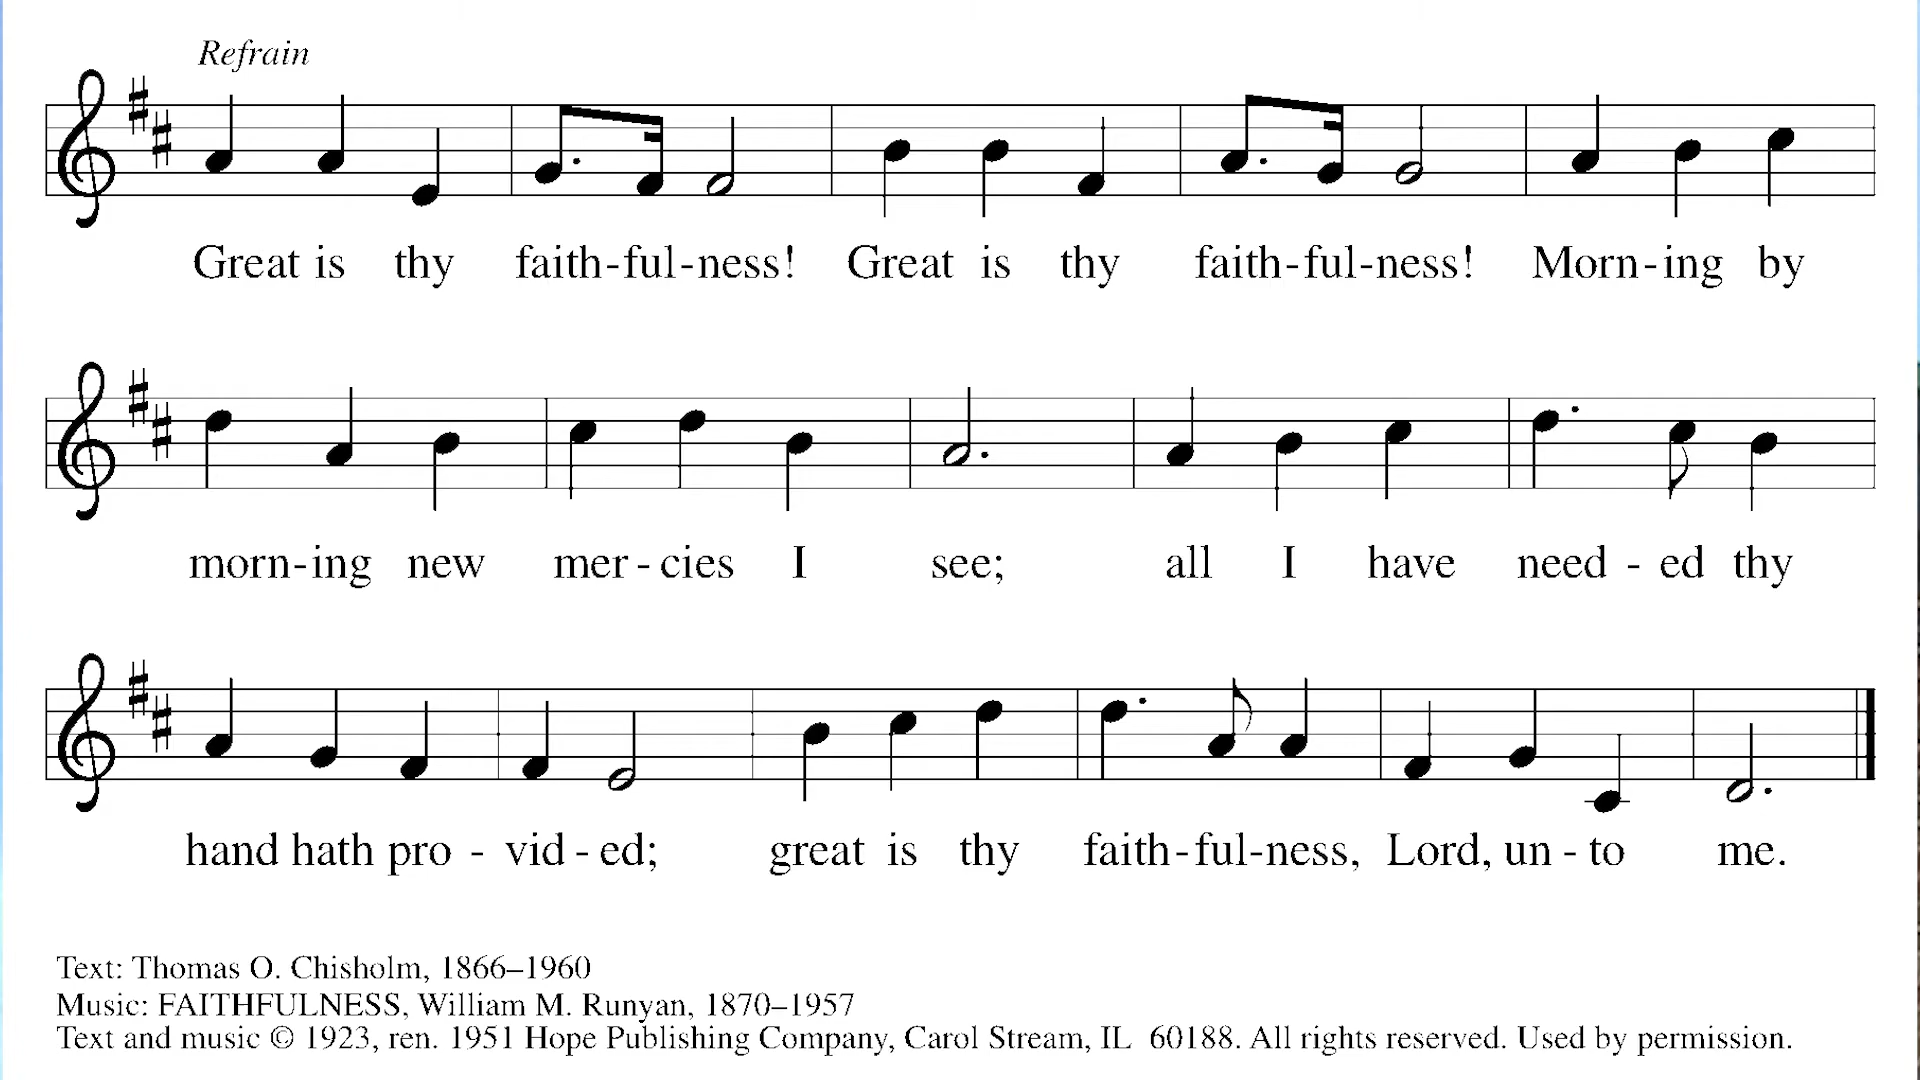 Refrain
Great is thy faith-ful-ness! Great is thy faith-ful-ness! Morn-ing by
morn-ing new mer-cies I see; all I have need-ed thy
hand hath pro-vid-ed; great is thy faith-ful-ness, Lord, un-to me.
Text: Thomas O. Chisholm, 1866–1960
Music: FAITHFULNESS, William M. Runyan, 1870–1957
Text and music © 1923, ren. 1951 Hope Publishing Company, Carol Stream, IL 60188. All rights reserved. Used by permission.